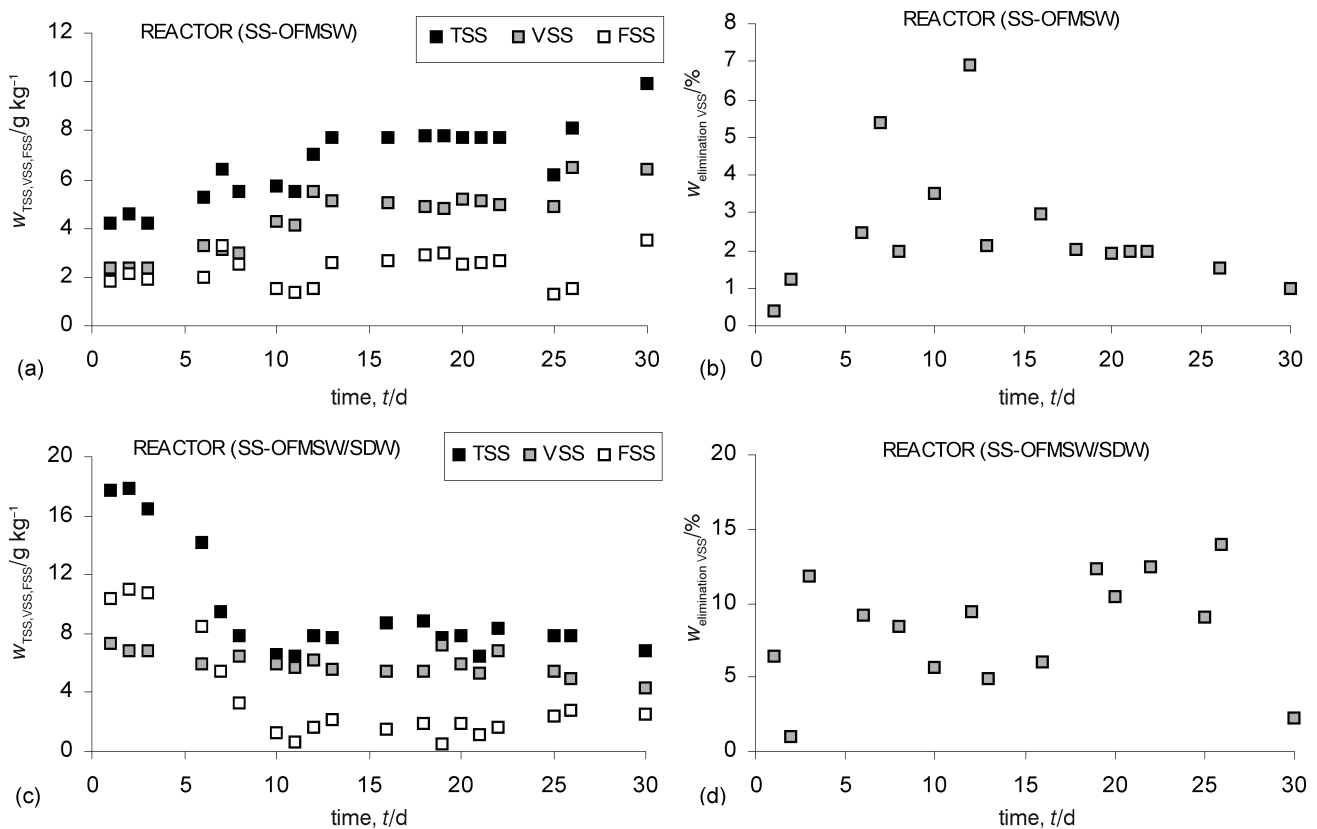 REACTOR (SS-OFMSW)
TSS VSS FSS
w TSS,VSS,FSS/g kg–1
12
10
8
6
4
2
0
0 5 10 15 20 25 30
(a)
time, t/d
REACTOR (SS-OFMSW)
w elimination VSS/%
8
7
6
5
4
3
2
1
0
0 5 10 15 20 25 30
(b)
time, t/d
REACTOR (SS-OFMSW/SDW)
TSS VSS FSS
w TSS,VSS,FSS/g kg–1
20
16
12
8
4
0
0 5 10 15 20 25 30
(c)
time, t/d
REACTOR (SS-OFMSW/SDW)
w elimination VSS/%
20
15
10
5
0
0 5 10 15 20 25 30
(d)
time, t/d